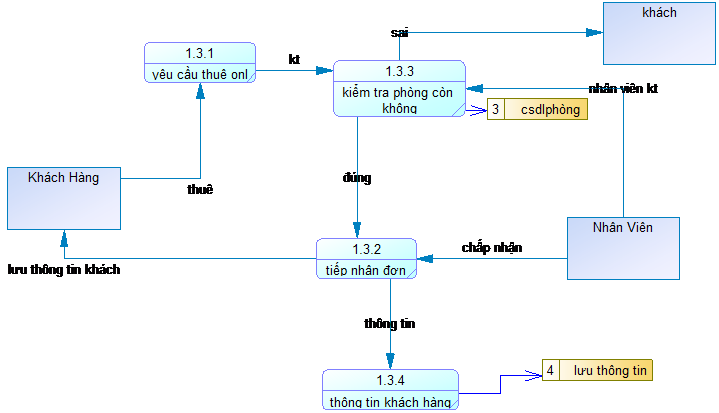 khách
sai
1.3.1
yêu cầu thuê onl
kt
1.3.3
kiểm tra phòng còn
không
nhân viên kt
3 csdlphòng
Khách Hàng
thuê
đúng
Nhân Viên
1.3.2
tiếp nhân đơn
chấp nhận
lưu thông tin khách
thông tin
4 lưu thông tin
1.3.4
thông tin khách hàng